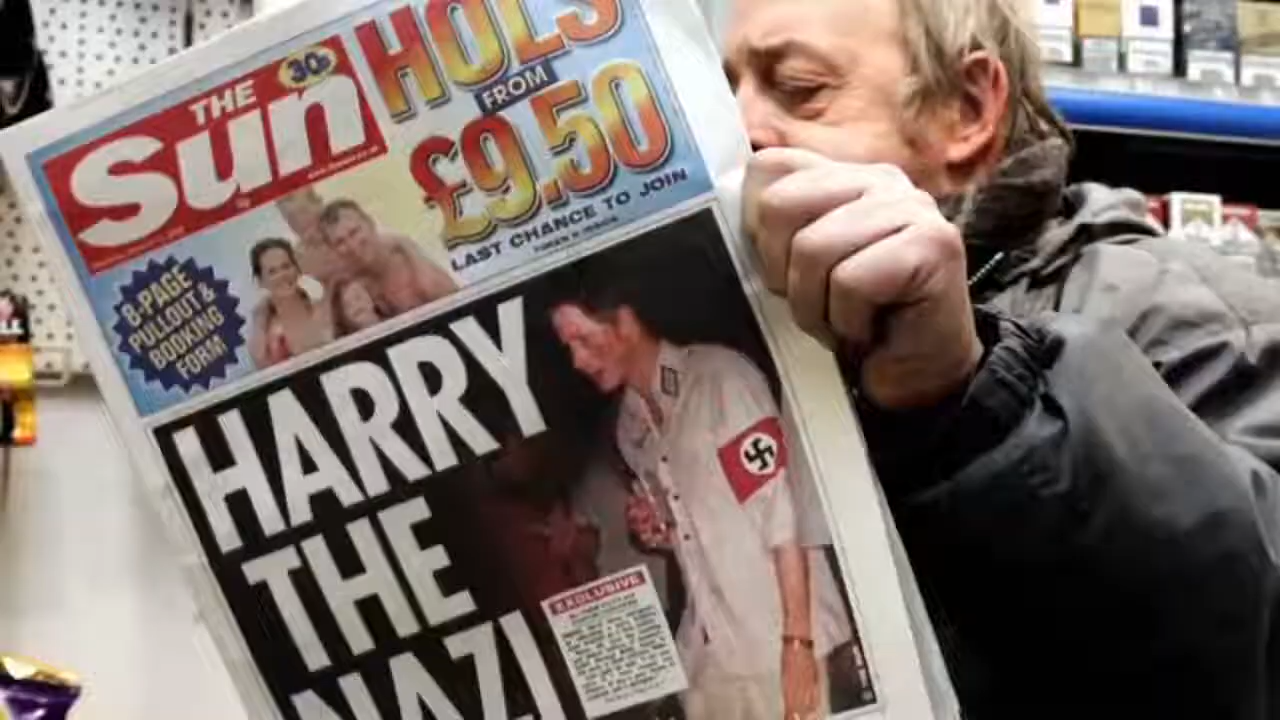 THE
Sun
30p
HOLS
FROM
£9.50
LAST CHANCE TO JOIN
8-PAGE
PULLOUT &
BOOKING
FORM
HARRY
THE
NAZI
EXCLUSIVE